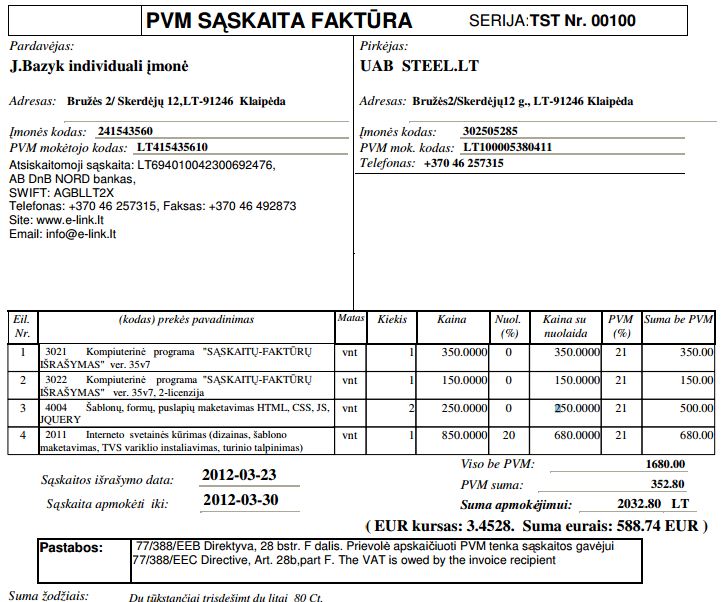 PVM SĄSKAITA FAKTŪRA SERIJA:TST Nr. 00100
Pardavėjas:
J.Bazyk individuali įmonė
Adresas: Bružės 2/ Skerdėjų 12,LT-91246 Klaipėda
Įmonės kodas: 241543560
PVM mokėtojo kodas: LT415435610
Atsiskaitomoji sąskaita: LT694010042300692476,
AB DnB NORD bankas,
SWIFT: AGBLLT2X
Telefonas: +370 46 257315, Faksas: +370 46 492873
Site: www.e-link.lt
Email: info@e-link.lt
Pirkėjas:
UAB STEEL.LT
Adresas: Bružės2/Skerdėjų12 g., LT-91246 Klaipėda
Įmonės kodas: 302505285
PVM mok. kodas: LT100005380411
Telefonas: +370 46 257315
Eil. Nr. (kodas) prekės pavadinimas Matas Kiekis Kaina Nuol. (%) Kaina su nuolaida PVM (%) Suma be PVM
1 3021 Kompiuterinė programa "SĄSKAITŲ-FAKTŪRŲ vnt 1 350.0000 0 350.0000 21 350.00
IŠRAŠYMAS" ver. 35v7
2 3022 Kompiuterinė programa "SĄSKAITŲ-FAKTŪRŲ vnt 1 150.0000 0 150.0000 21 150.00
IŠRAŠYMAS" ver. 35v7, 2-licenzija
3 4004 Šablonų, formų, puslapių maketavimas HTML, CSS, JS, vnt 2 250.0000 0 250.0000 21 500.00
JQUERY
4 2011 Interneto svetainės kūrimas (dizainas, šablono vnt 1 850.0000 20 680.0000 21 680.00
maketavimas, TVS variklio instaliavimas, turinio talpinimas)
Viso be PVM: 1680.00
PVM suma: 352.80
Suma apmokėjimui: 2032.80 LT
Sąskaitos išrašymo data: 2012-03-23
Sąskaita apmokėti iki: 2012-03-30
( EUR kursas: 3.4528. Suma eurais: 588.74 EUR )
Pastabos: 77/388/EEB Direktyva, 28 bstr. F dalis. Prievolė apskaičiuoti PVM tenka sąskaitos gavėjui
77/388/EEC Directive, Art. 28b,part F. The VAT is owed by the invoice recipient
Suma žodžiais: Du tūkstančiai trisdešimt du litai 80 Ct.